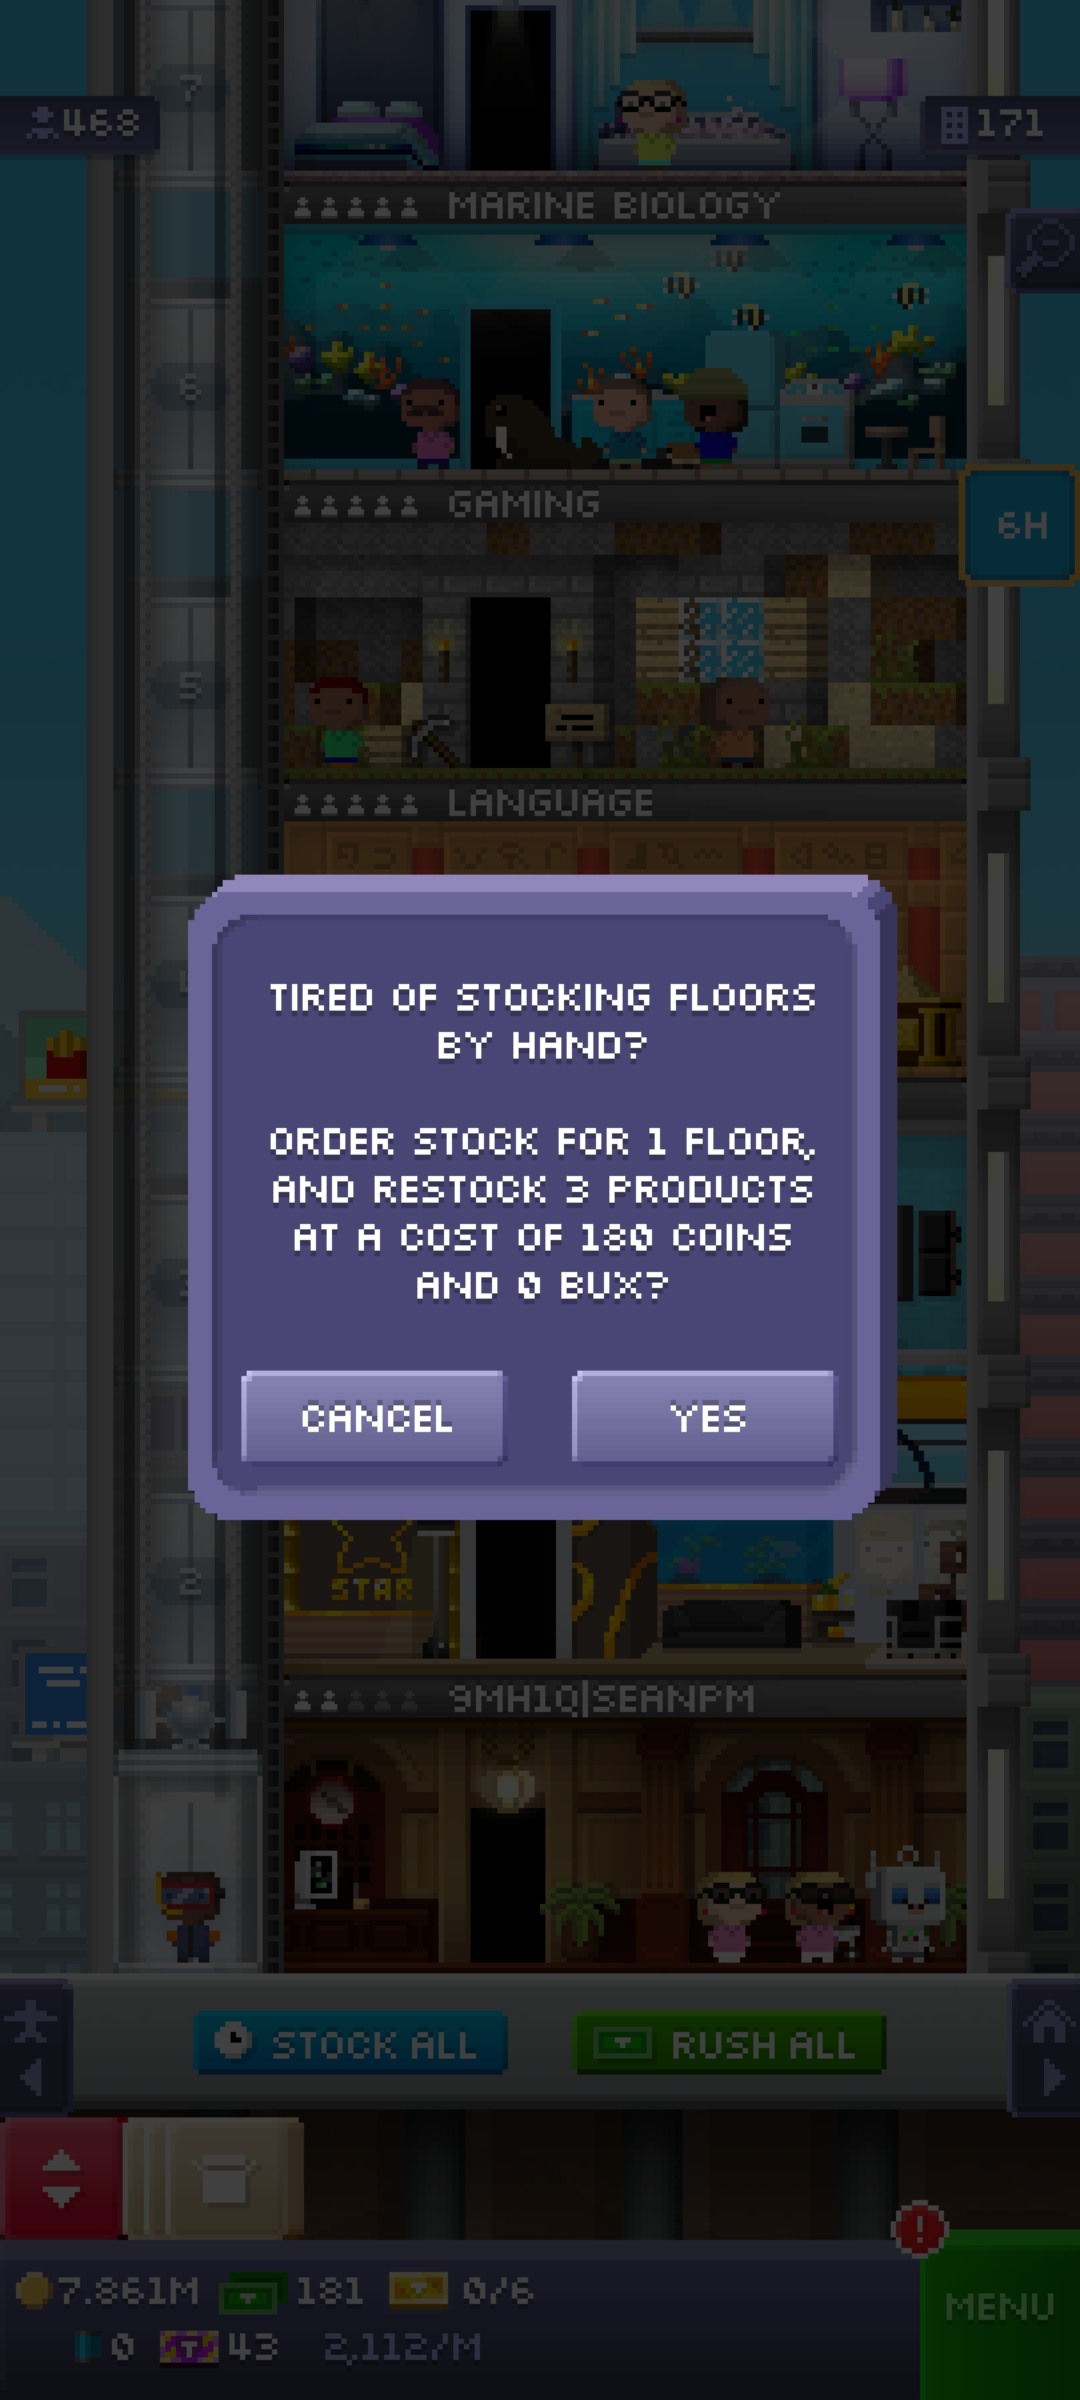 7
468
171
MARINE BIOLOGY
6
GAMING
6H
5
LANGUAGE
TIRED OF STOCKING FLOORS
BY HAND?
ORDER STOCK FOR 1 FLOOR,
AND RESTOCK 3 PRODUCTS
AT A COST OF 180 COINS
AND 0 BUX?
CANCEL
YES
STAR
2
9MH1Q|SEANPM
STOCK ALL
RUSH ALL
7.861M
181
0/6
!
MENU
0
43
2,112/M